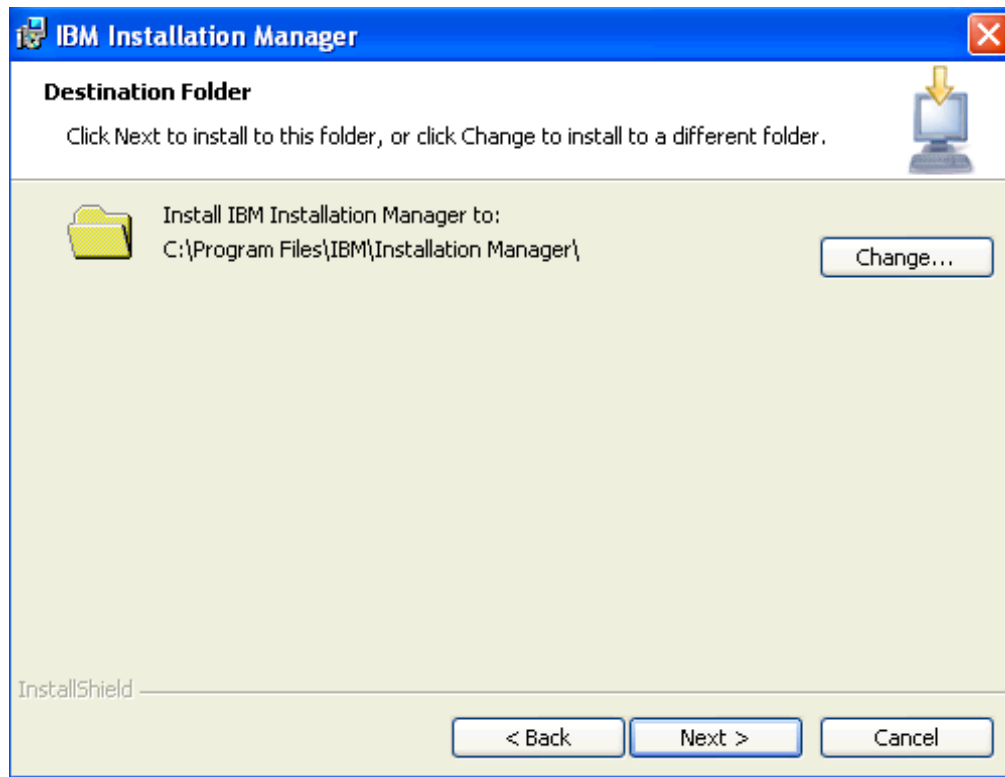 IBM Installation Manager
Destination Folder
Click Next to install to this folder, or click Change to install to a different folder.
Install IBM Installation Manager to:
C:\Program Files\IBM\Installation Manager\
Change...
InstallShield
< Back
Next >
Cancel